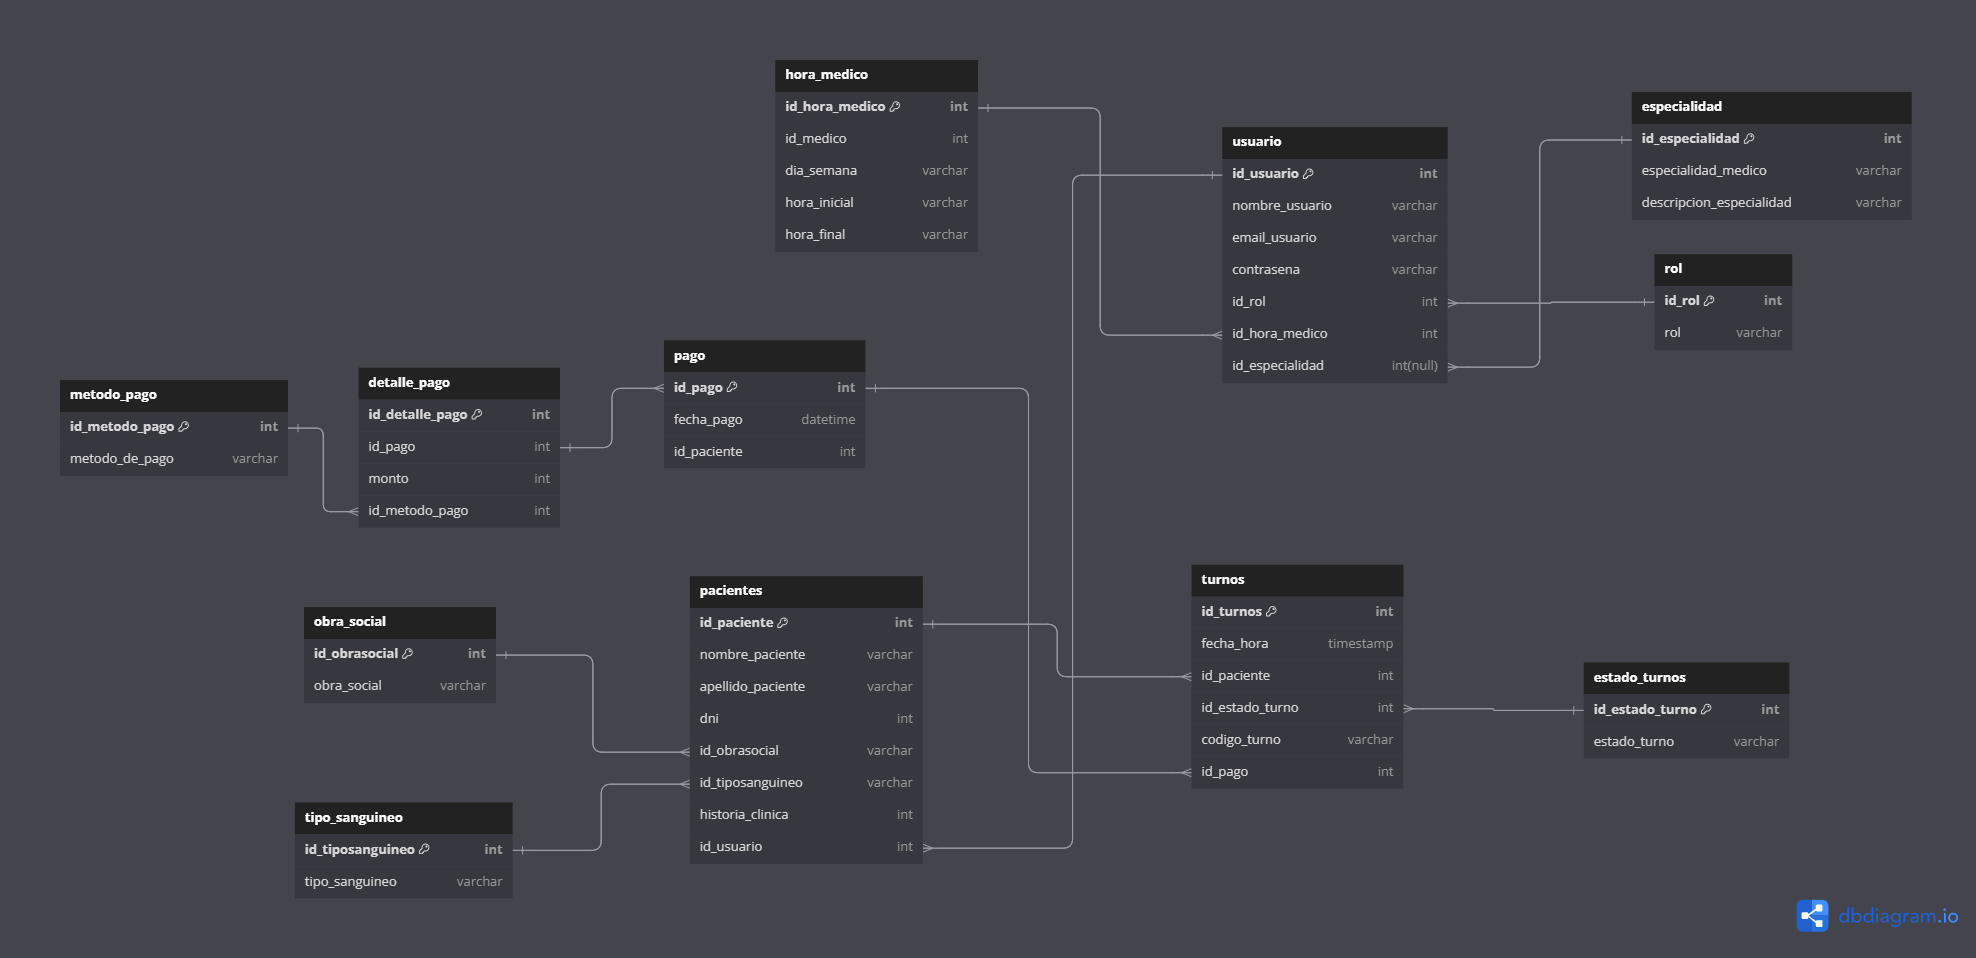 hora_medico
id_hora_medico int
id_medico int
dia_semana varchar
hora_inicial varchar
hora_final varchar
usuario
id_usuario int
nombre_usuario varchar
email_usuario varchar
contrasena varchar
id_rol int
id_hora_medico int
id_especialidad int(null)
especialidad
id_especialidad int
especialidad_medico varchar
descripcion_especialidad varchar
rol
id_rol int
rol varchar
metodo_pago
id_metodo_pago int
metodo_de_pago varchar
detalle_pago
id_detalle_pago int
id_pago int
monto int
id_metodo_pago int
pago
id_pago int
fecha_pago datetime
id_paciente int
obra_social
id_obrasocial int
obra_social varchar
tipo_sanguineo
id_tiposanguineo int
tipo_sanguineo varchar
pacientes
id_paciente int
nombre_paciente varchar
apellido_paciente varchar
dni int
id_obrasocial varchar
id_tiposanguineo varchar
historia_clinica int
id_usuario int
turnos
id_turnos int
fecha_hora timestamp
id_paciente int
id_estado_turno int
codigo_turno varchar
id_pago int
estado_turnos
id_estado_turno int
estado_turno varchar
dbdiagram.io